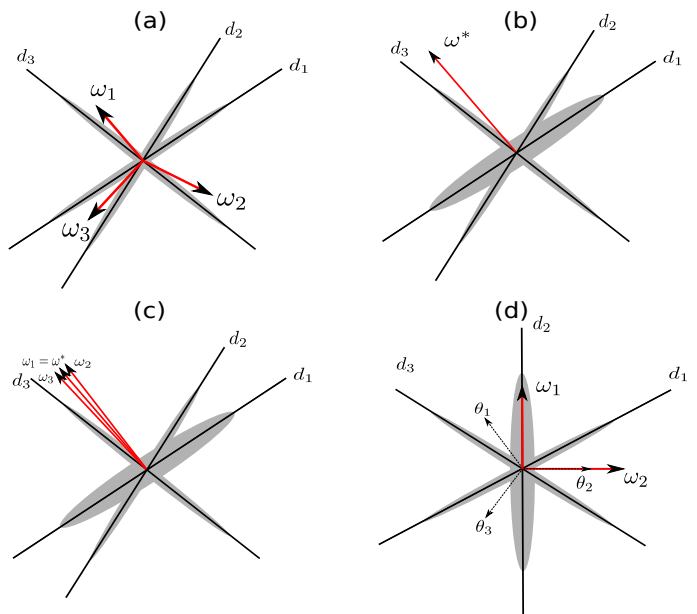 (a)
d₂
d₃
d₁
ω₁
ω₂
ω₃
(b)
d₂
d₃
ω*
d₁
(c)
d₂
ω₁ = ω* ω₂
d₃ ω₃
d₁
(d)
d₂
d₃
d₁
ω₁
θ₁
θ₂ ω₂
θ₃